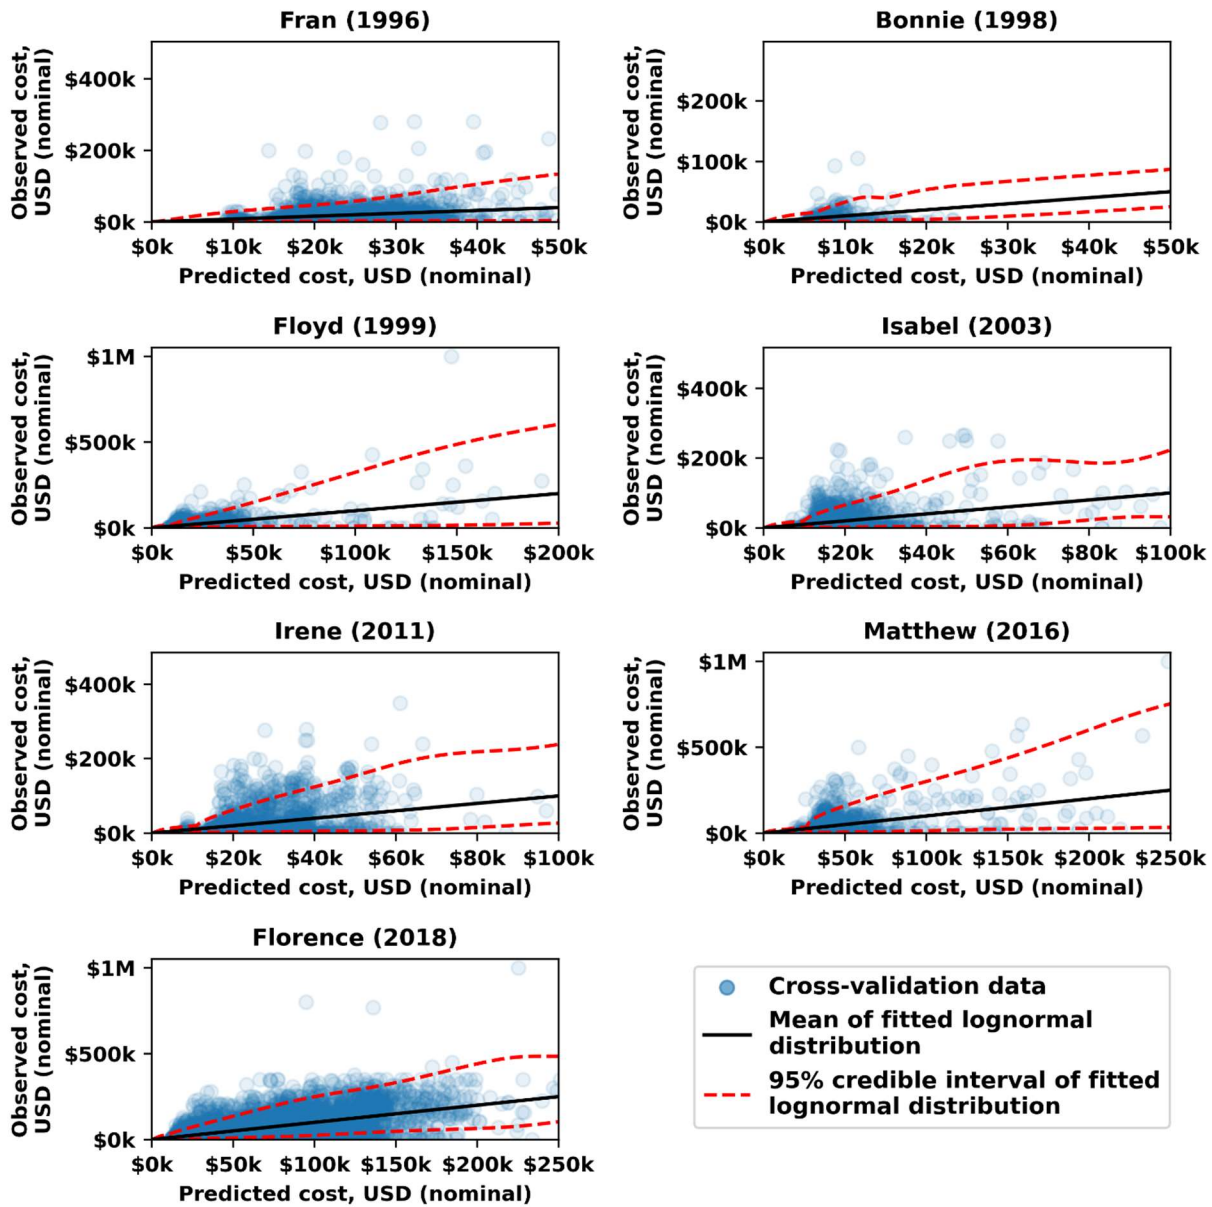 Fran (1996)
Observed cost,
USD (nominal)
$400k
$200k
$0k
$0k $10k $20k $30k $40k $50k
Predicted cost, USD (nominal)
Bonnie (1998)
Observed cost,
USD (nominal)
$200k
$100k
$0k
$0k $10k $20k $30k $40k $50k
Predicted cost, USD (nominal)
Floyd (1999)
Observed cost,
USD (nominal)
$1M
$500k
$0k
$0k $50k $100k $150k $200k
Predicted cost, USD (nominal)
Isabel (2003)
Observed cost,
USD (nominal)
$400k
$200k
$0k
$0k $20k $40k $60k $80k $100k
Predicted cost, USD (nominal)
Irene (2011)
Observed cost,
USD (nominal)
$400k
$200k
$0k
$0k $20k $40k $60k $80k $100k
Predicted cost, USD (nominal)
Matthew (2016)
Observed cost,
USD (nominal)
$1M
$500k
$0k
$0k $50k $100k $150k $200k $250k
Predicted cost, USD (nominal)
Florence (2018)
Observed cost,
USD (nominal)
$1M
$500k
$0k
$0k $50k $100k $150k $200k $250k
Predicted cost, USD (nominal)
Cross-validation data
Mean of fitted lognormal
distribution
95% credible interval of fitted
lognormal distribution